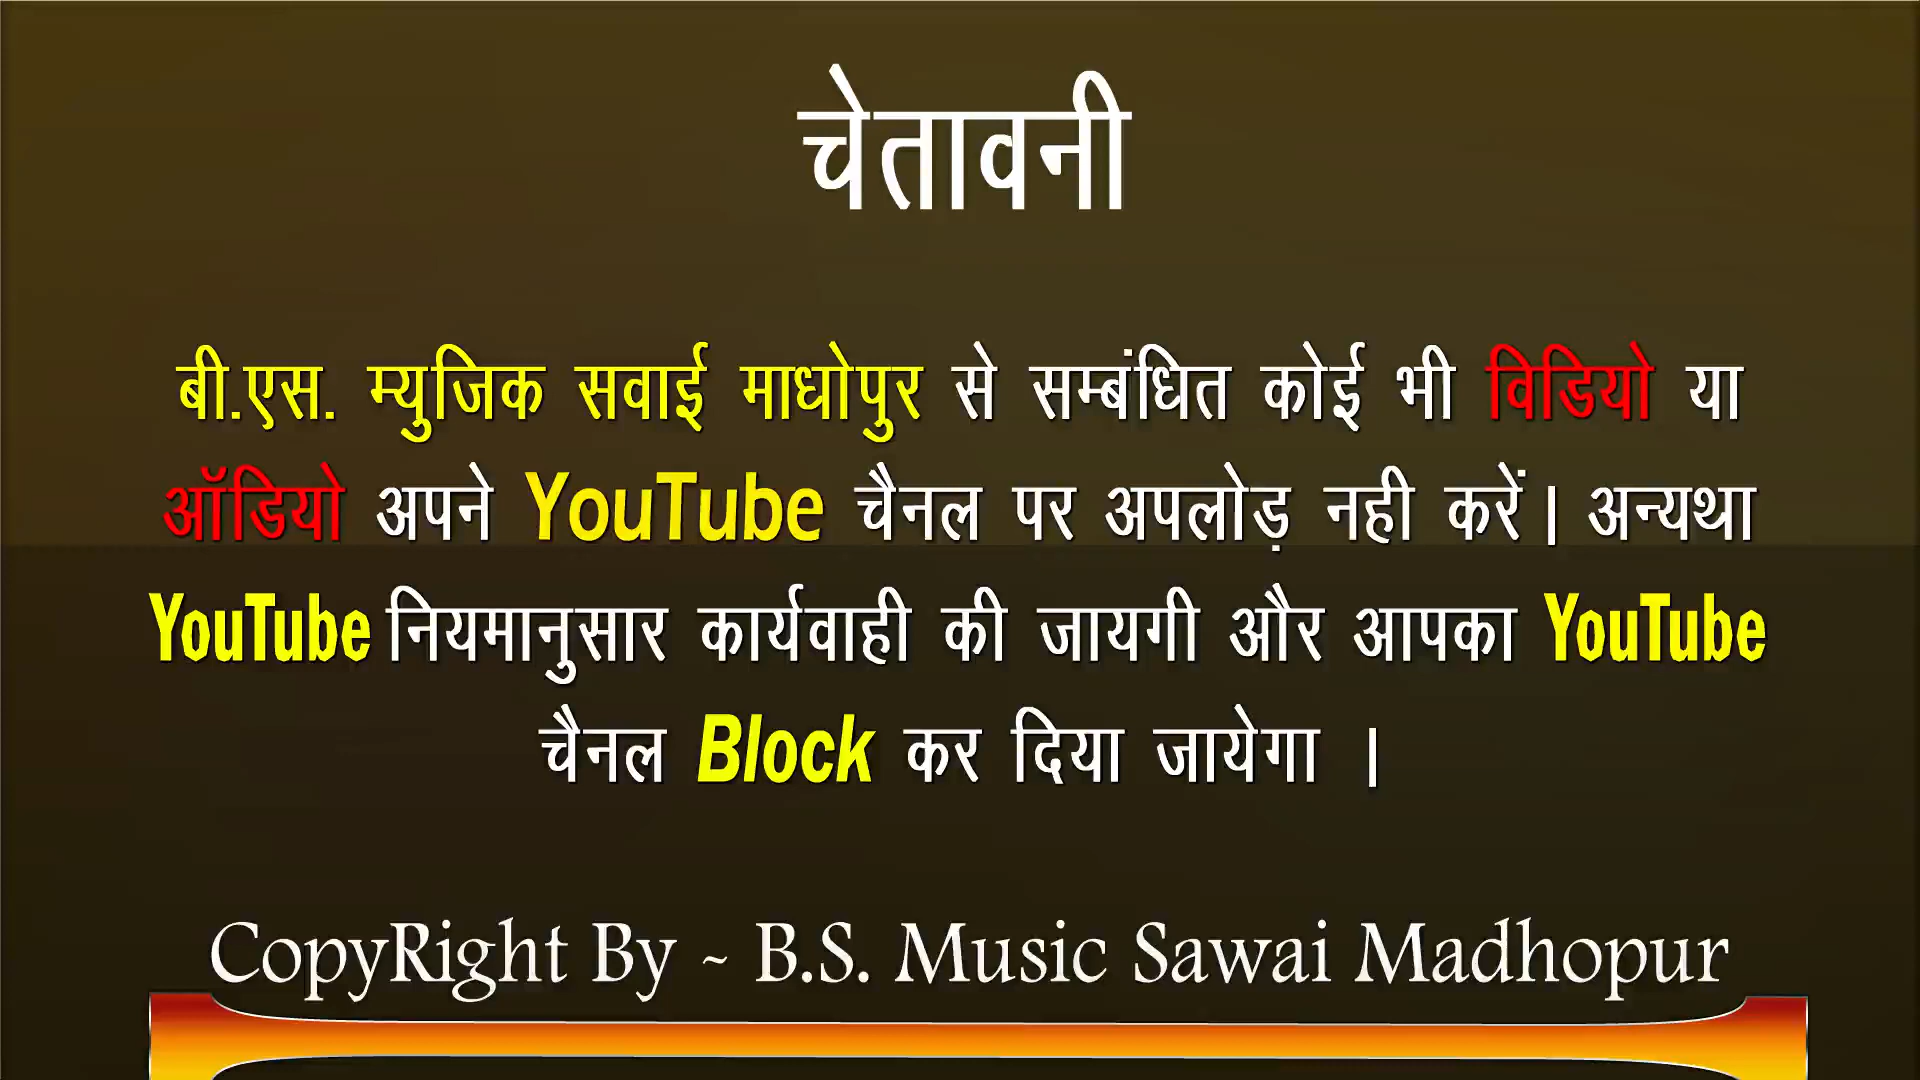 चेतावनी
बी.एस. म्युजिक सवाई माधोपुर से सम्बंधित कोई भी विडियो या
ऑडियो अपने YouTube चैनल पर अपलोड़ नही करें। अन्यथा
YouTube नियमानुसार कार्यवाही की जायगी और आपका YouTube
चैनल Block कर दिया जायेगा ।
CopyRight By - B.S. Music Sawai Madhopur